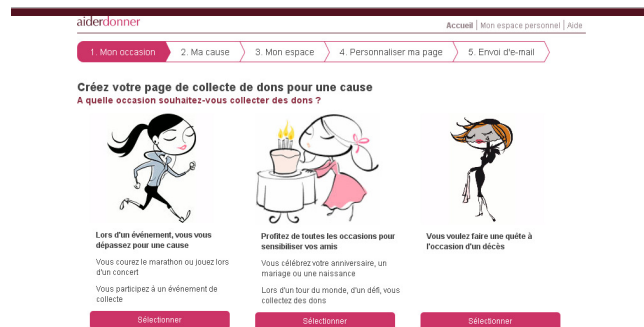 aiderdonner
Accueil | Mon espace personnel | Aide
1. Mon occasion 2. Ma cause 3. Mon espace 4. Personnaliser ma page 5. Envoi d'e-mail
Créez votre page de collecte de dons pour une cause
A quelle occasion souhaitez-vous collecter des dons ?
Lors d'un événement, vous vous
dépassez pour une cause
Vous courez le marathon ou jouez lors
d'un concert
Vous participez à un événement de
collecte
Sélectionner
Profitez de toutes les occasions pour
sensibiliser vos amis
Vous célébrez votre anniversaire, un
mariage ou une naissance
Lors d'un tour du monde, d'un défi, vous
collectez des dons
Sélectionner
Vous voulez faire une quête à
l'occasion d'un décès
Sélectionner